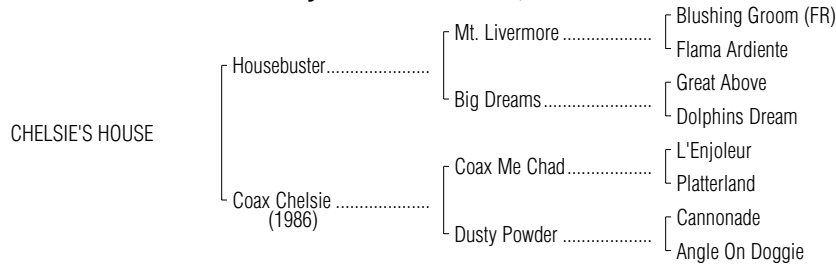 Blushing Groom (FR)
Mt. Livermore ..................
Flama Ardiente
Housebuster.....................
Great Above
Big Dreams......................
Dolphins Dream
CHELSIE'S HOUSE
L'Enjoleur
Coax Me Chad.................
Platterland
Coax Chelsie ...................
(1986)
Cannonade
Dusty Powder ..................
Angle On Doggie